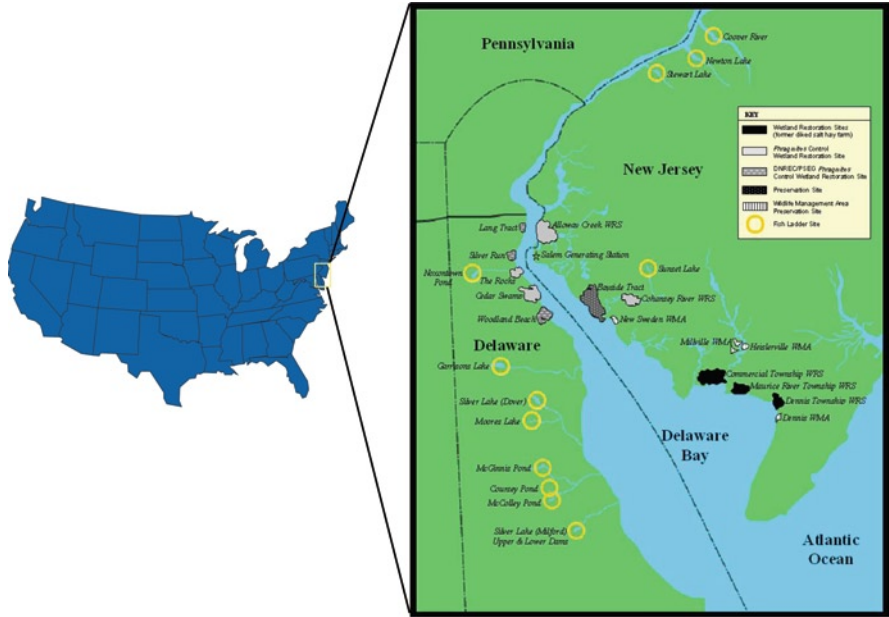 Pennsylvania
Cooper River
Newton Lake
Stewart Lake
KEY
Wetland Restoration Sites
(former diked salt hay farm)
Phragmites Control
Wetland Restoration Site
DNREC/PSEG Phragmites
Control Wetland Restoration Site
Preservation Site
Wildlife Management Area
Preservation Site
Fish Ladder Site
New Jersey
Lang Tract
Alloway Creek WRS
Silver Run
Salem Generating Station
Noxontown
Pond
The Rocks
Sunset Lake
Cedar Swamp
Bayside Tract
Cohansey River WRS
Woodland Beach
New Sweden WMA
Delaware
Millville WMA
Heislerville WMA
Garrisons Lake
Commercial Township WRS
Maurice River Township WRS
Silver Lake (Dover)
Dennis Township WRS
Moores Lake
Dennis WMA
Delaware
Bay
McGinnis Pond
Coursey Pond
McColley Pond
Silver Lake (Milford)
Upper & Lower Dams
Atlantic
Ocean